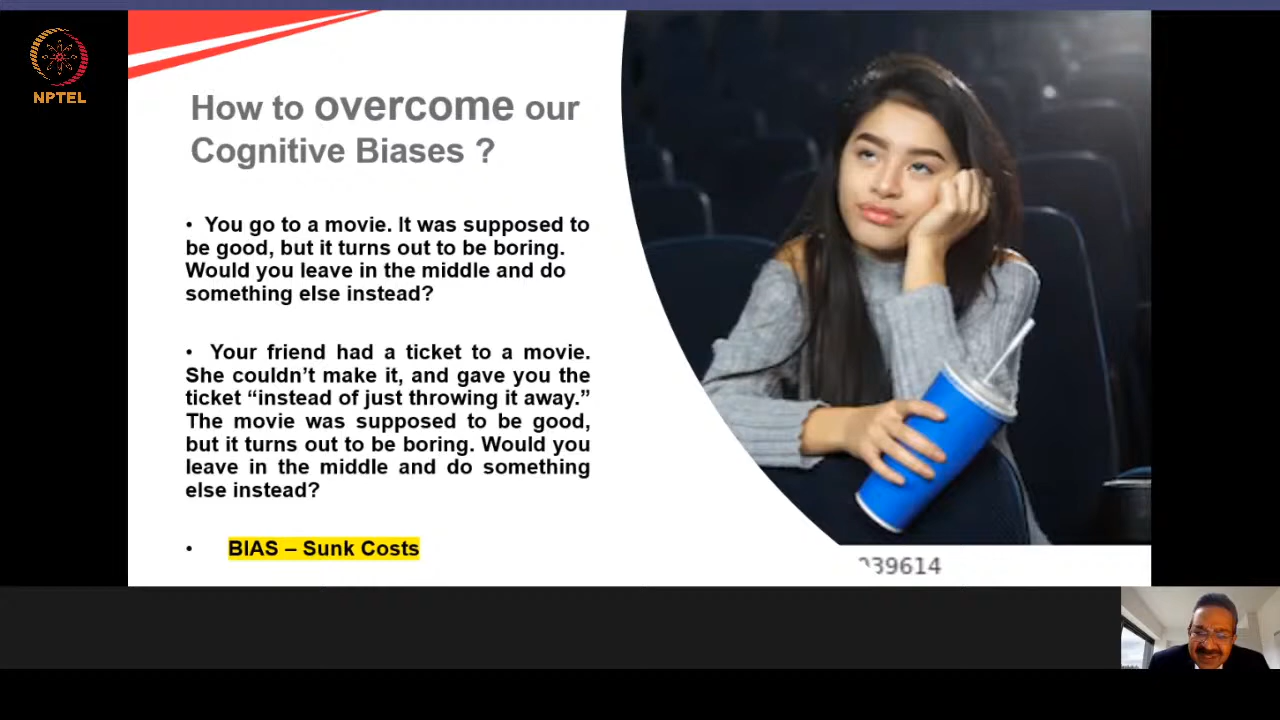 NPTEL
How to overcome our
Cognitive Biases ?
• You go to a movie. It was supposed to
be good, but it turns out to be boring.
Would you leave in the middle and do
something else instead?
• Your friend had a ticket to a movie.
She couldn’t make it, and gave you the
ticket “instead of just throwing it away.”
The movie was supposed to be good,
but it turns out to be boring. Would you
leave in the middle and do something
else instead?
• BIAS – Sunk Costs
39614